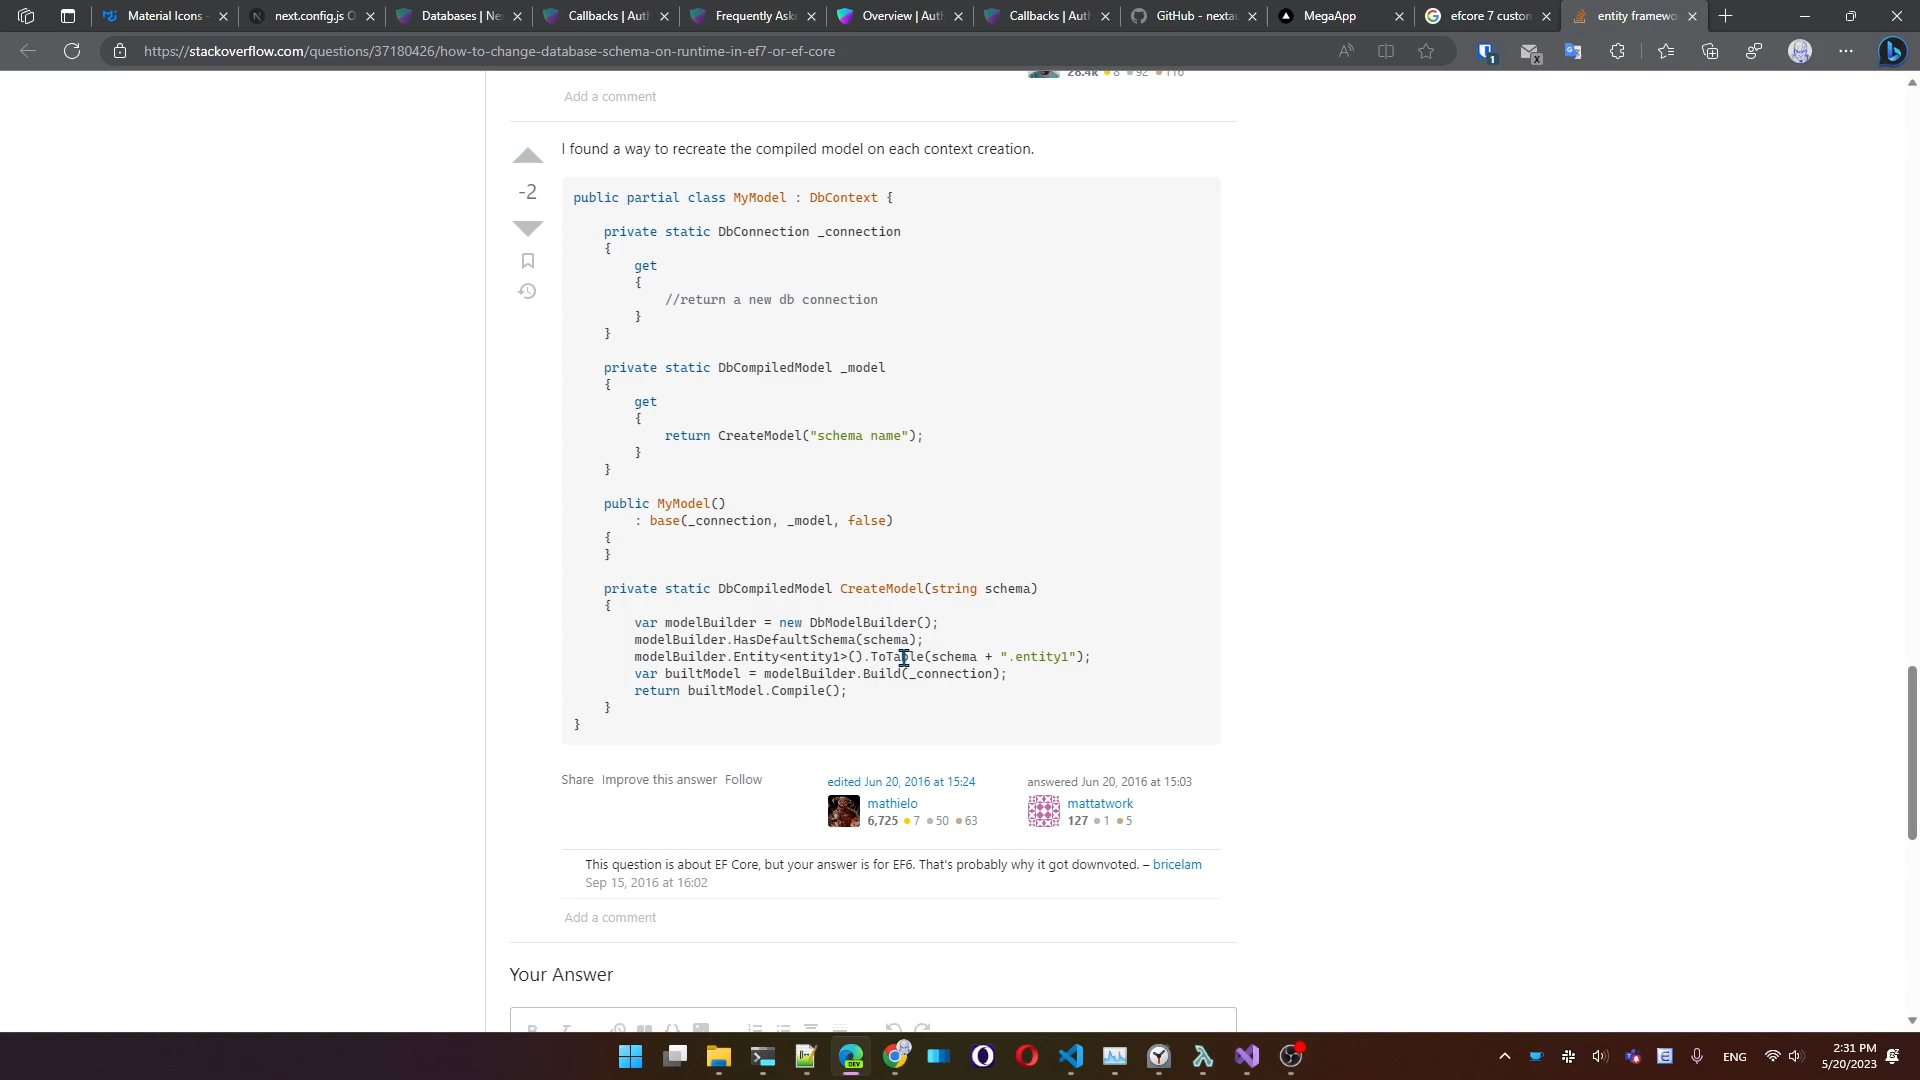 Material Icons
next.config.js O
Databases | Ne
Callbacks | Aut
Frequently Aske
Overview | Aut
Callbacks | Aut
GitHub - nextau
MegaApp
efcore 7 custom
entity framewo
https://stackoverflow.com/questions/37180426/how-to-change-database-schema-on-runtime-in-ef7-or-ef-core
28.4k 8 92 116
Add a comment
I found a way to recreate the compiled model on each context creation.
-2
public partial class MyModel : DbContext {
private static DbConnection _connection
{
get
{
//return a new db connection
}
}
private static DbCompiledModel _model
{
get
{
return CreateModel("schema name");
}
}
public MyModel()
: base(_connection, _model, false)
{
}
private static DbCompiledModel CreateModel(string schema)
{
var modelBuilder = new DbModelBuilder();
modelBuilder.HasDefaultSchema(schema);
modelBuilder.Entity<entity1>().ToTable(schema + ".entity1");
var builtModel = modelBuilder.Build(_connection);
return builtModel.Compile();
}
}
Share Improve this answer Follow
edited Jun 20, 2016 at 15:24
mathielo
6,725 7 50 63
answered Jun 20, 2016 at 15:03
mattatwork
127 1 5
This question is about EF Core, but your answer is for EF6. That's probably why it got downvoted. – bricelam
Sep 15, 2016 at 16:02
Add a comment
Your Answer
ENG
2:31 PM
5/20/2023